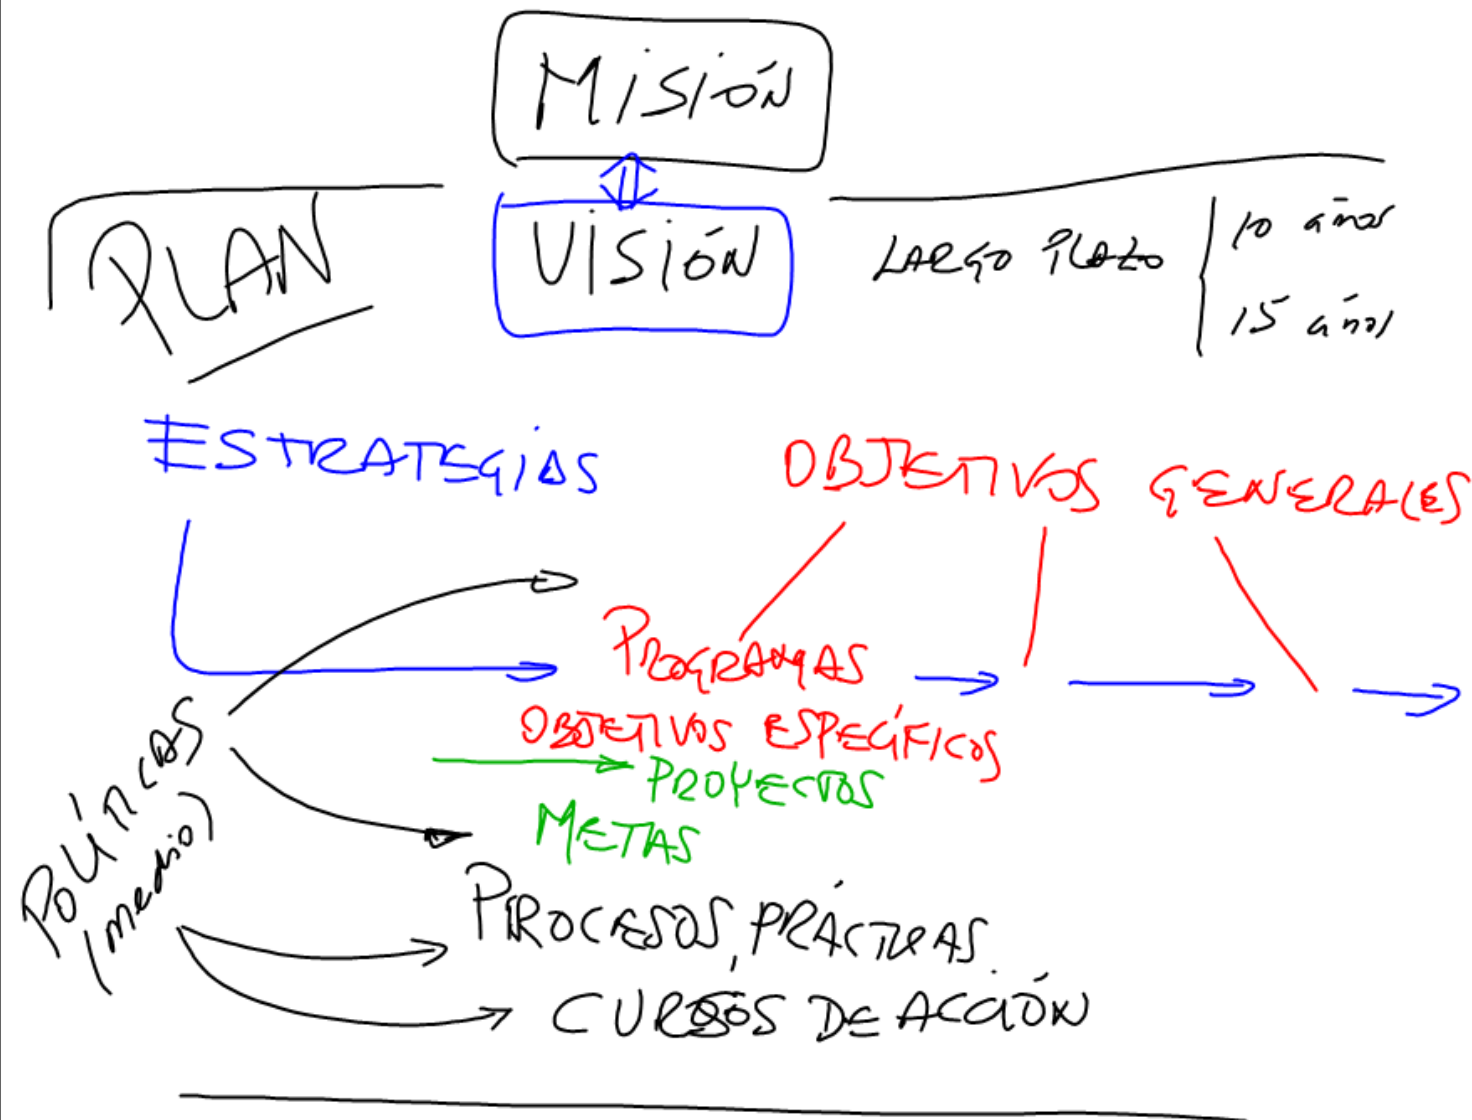 MISIÓN
PLAN
VISIÓN
LARGO PLAZO
10 años
15 años
ESTRATEGIAS
OBJETIVOS GENERALES
PROGRAMAS
OBJETIVOS ESPECÍFICOS
PROYECTOS
METAS
POLÍTICAS
(medio)
PROCESOS, PRÁCTICAS
CURSOS DE ACCIÓN